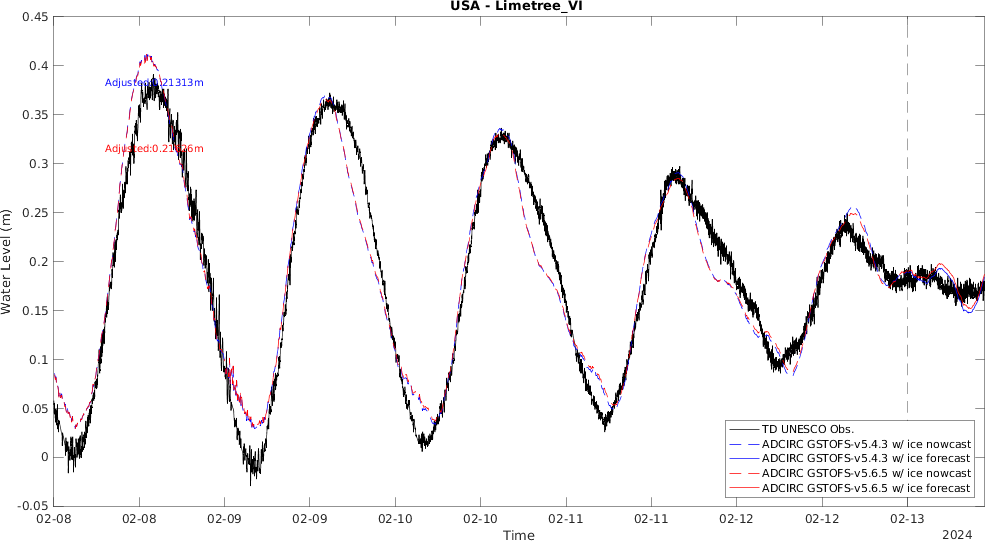 USA - Limetree_VI
0.45
0.4
0.35
0.3
0.25
0.2
0.15
0.1
0.05
0
-0.05
Water Level (m)
Adjusted:0.21313m
02-08
02-08
02-09
02-09
02-10
02-10
02-11
02-11
02-12
02-12
02-13
Time
2024
TD UNESCO Obs.
ADCIRC GSTOFS-v5.4.3 w/ ice nowcast
ADCIRC GSTOFS-v5.4.3 w/ ice forecast
ADCIRC GSTOFS-v5.6.5 w/ ice nowcast
ADCIRC GSTOFS-v5.6.5 w/ ice forecast